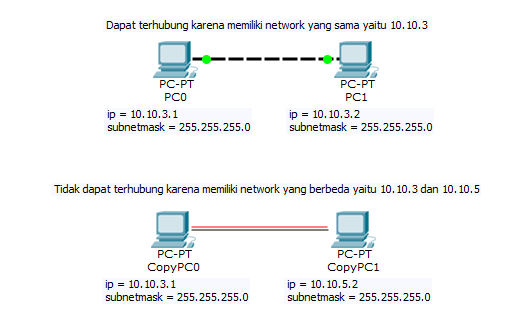 Dapat terhubung karena memiliki network yang sama yaitu 10.10.3
PC-PT
PC0
PC-PT
PC1
ip = 10.10.3.1
subnetmask = 255.255.255.0
ip = 10.10.3.2
subnetmask = 255.255.255.0
Tidak dapat terhubung karena memiliki network yang berbeda yaitu 10.10.3 dan 10.10.5
PC-PT
CopyPC0
PC-PT
CopyPC1
ip = 10.10.3.1
subnetmask = 255.255.255.0
ip = 10.10.5.2
subnetmask = 255.255.255.0